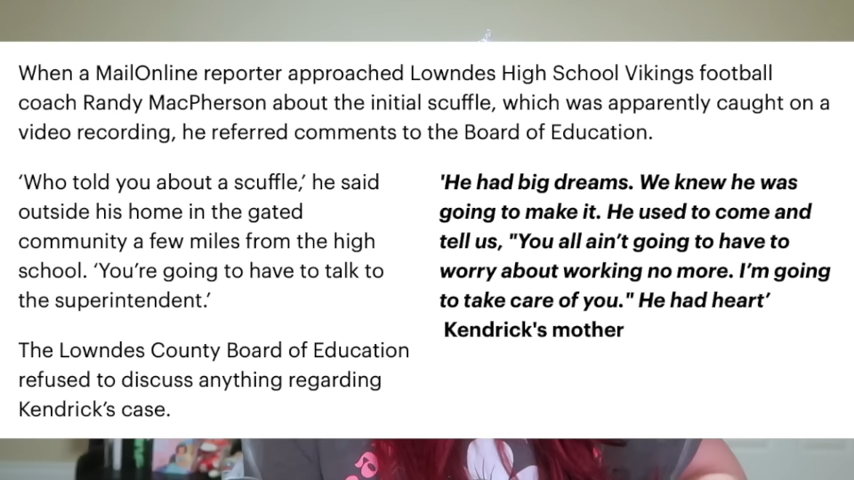 When a MailOnline reporter approached Lowndes High School Vikings football
coach Randy MacPherson about the initial scuffle, which was apparently caught on a
video recording, he referred comments to the Board of Education.
‘Who told you about a scuffle,’ he said
outside his home in the gated
community a few miles from the high
school. ‘You’re going to have to talk to
the superintendent.’
The Lowndes County Board of Education
refused to discuss anything regarding
Kendrick’s case.
'He had big dreams. We knew he was
going to make it. He used to come and
tell us, "You all ain’t going to have to
worry about working no more. I’m going
to take care of you." He had heart’
Kendrick's mother